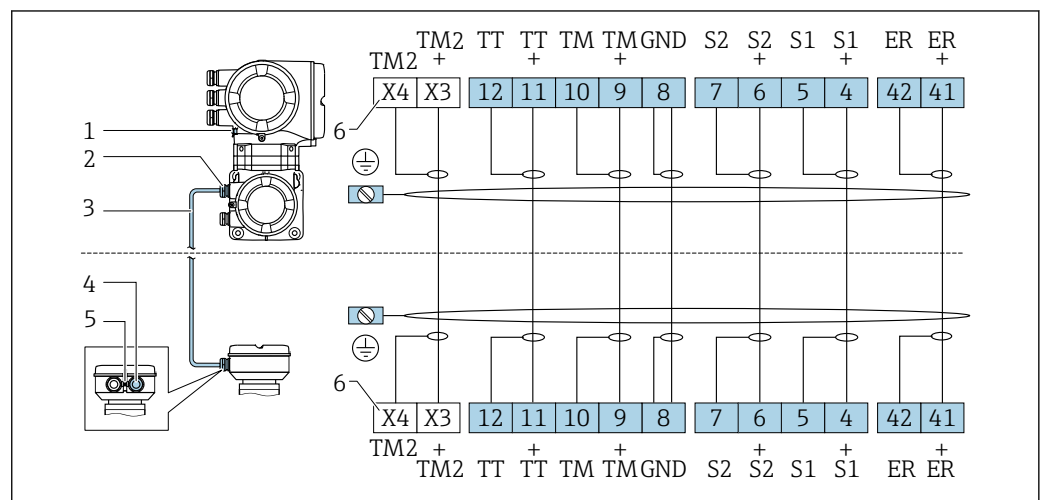 TM2 TT TT TM TM GND S2 S2 S1 S1 ER ER
TM2 + + + + + +
X4 X3 12 11 10 9 8 7 6 5 4 42 41
6
1
2
3
4
5
6
X4 X3 12 11 10 9 8 7 6 5 4 42 41
TM2 + + + + + +
TM2 TT TT TM TM GND S2 S2 S1 S1 ER ER